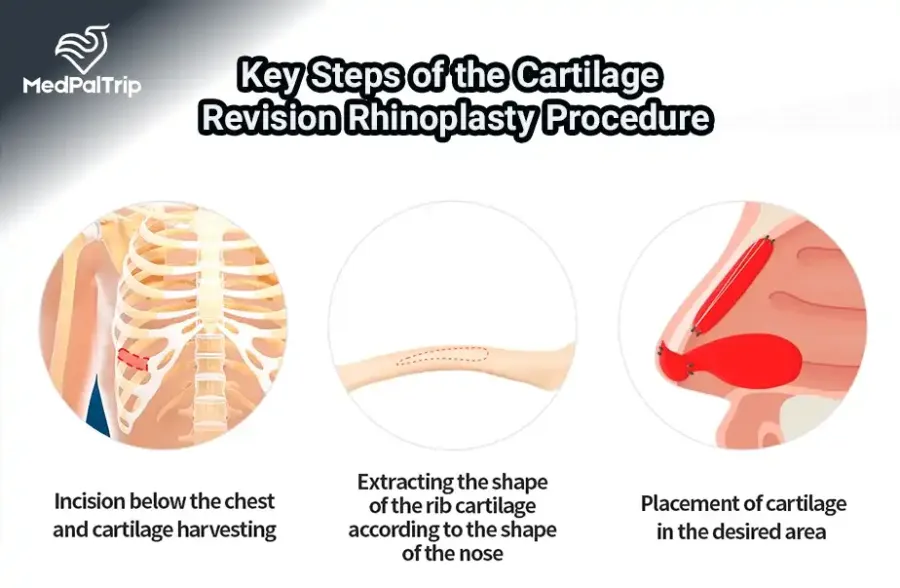 MedPalTrip
Key Steps of the Cartilage
Revision Rhinoplasty Procedure
Incision below the chest
and cartilage harvesting
Extracting the shape
of the rib cartilage
according to the shape
of the nose
Placement of cartilage
in the desired area